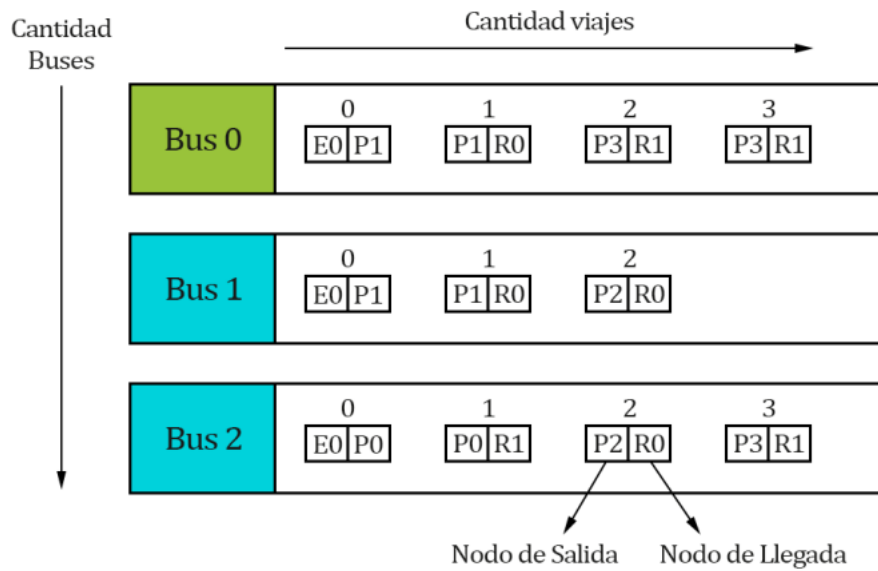 Cantidad
Buses
Cantidad viajes
Bus 0
0 1 2 3
E0 P1 P1 R0 P3 R1 P3 R1
Bus 1
0 1 2
E0 P1 P1 R0 P2 R0
Bus 2
0 1 2 3
E0 P0 P0 R1 P2 R0 P3 R1
Nodo de Salida Nodo de Llegada